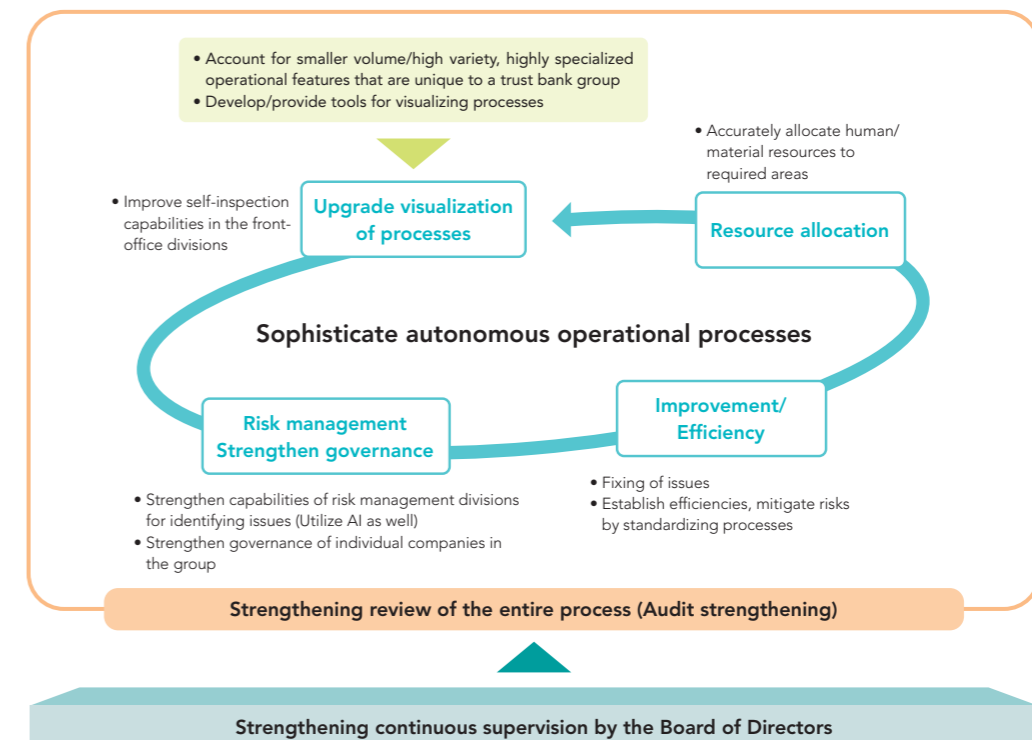 • Account for smaller volume/high variety, highly specialized
operational features that are unique to a trust bank group
• Develop/provide tools for visualizing processes
• Accurately allocate human/
material resources to
required areas
• Improve self-inspection
capabilities in the front-
office divisions
Upgrade visualization
of processes
Resource allocation
Sophisticate autonomous operational processes
Risk management
Strengthen governance
Improvement/
Efficiency
• Strengthen capabilities of risk management divisions
for identifying issues (Utilize AI as well)
• Strengthen governance of individual companies in
the group
• Fixing of issues
• Establish efficiencies, mitigate risks
by standardizing processes
Strengthening review of the entire process (Audit strengthening)
Strengthening continuous supervision by the Board of Directors